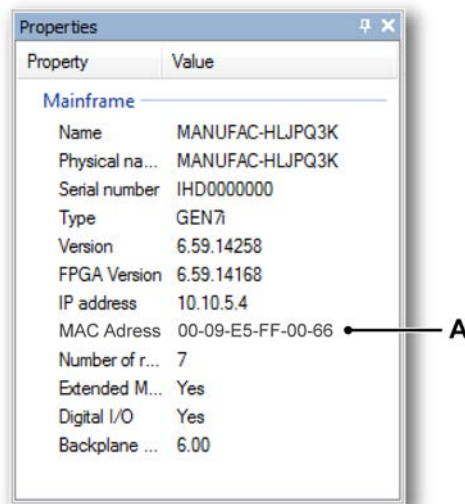 Properties
Property Value
Mainframe
Name MANUFAC-HLJPQ3K
Physical na... MANUFAC-HLJPQ3K
Serial number IHD0000000
Type GEN7i
Version 6.59.14258
FPGA Version 6.59.14168
IP address 10.10.5.4
MAC Adress 00-09-E5-FF-00-66 A
Number of r... 7
Extended M... Yes
Digital I/O Yes
Backplane ... 6.00